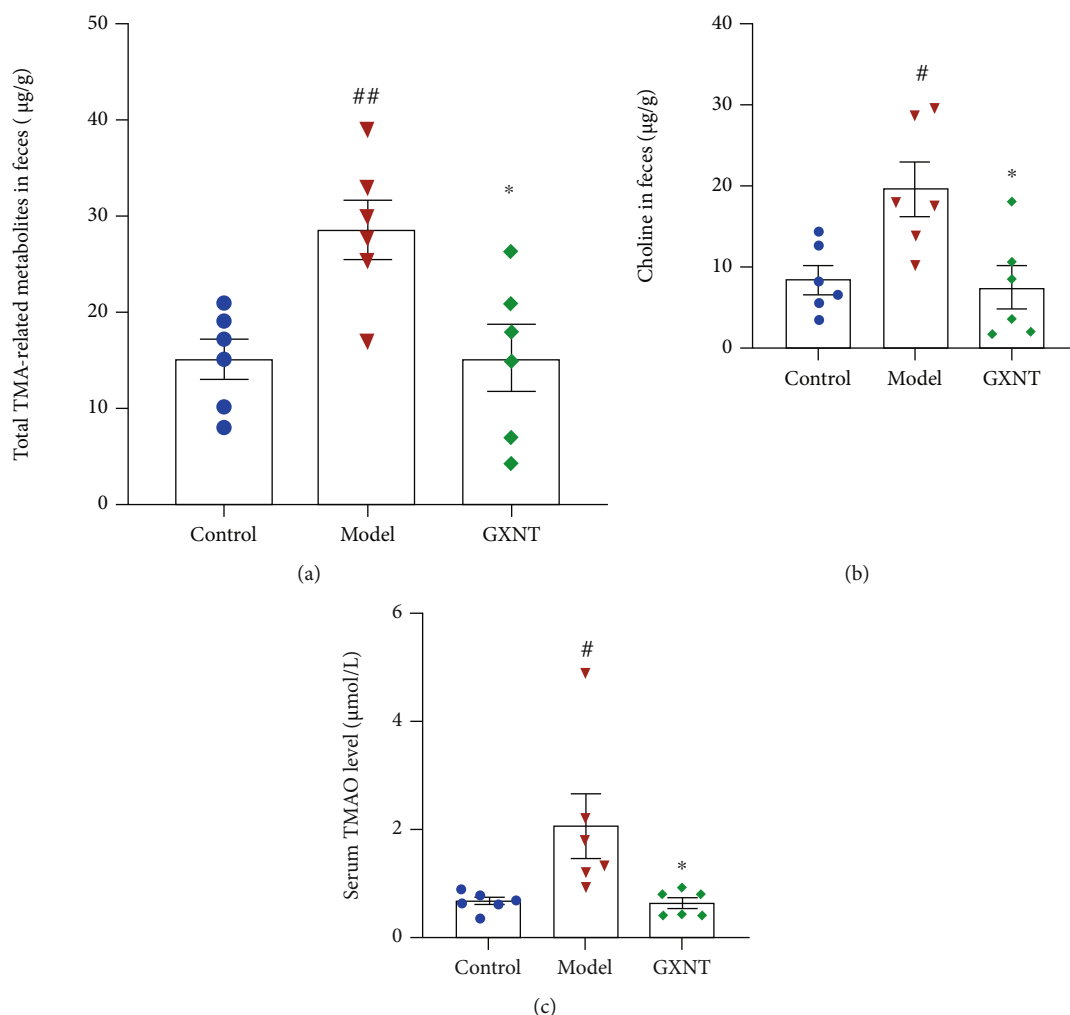 Total TMA-related metabolites in feces ( µg/g)
50
40
30
20
10
0
##
*
Control Model GXNT
(a)
Choline in feces (µg/g)
40
30
20
10
0
#
*
Control Model GXNT
(b)
Serum TMAO level (µmol/L)
6
4
2
0
#
*
Control Model GXNT
(c)